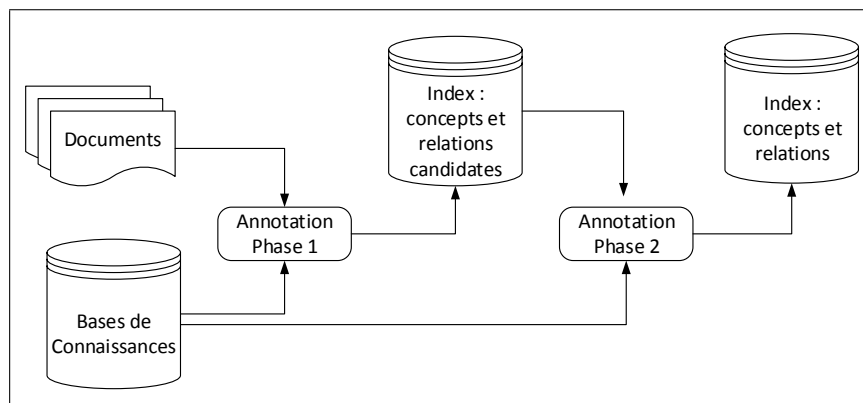 Documents
Bases de
Connaissances
Annotation
Phase 1
Index :
concepts et
relations
candidates
Annotation
Phase 2
Index :
concepts et
relations